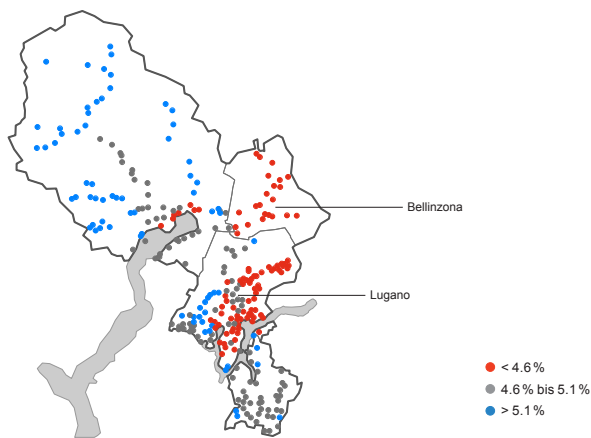 Bellinzona
Lugano
< 4.6 %
4.6 % bis 5.1 %
> 5.1 %